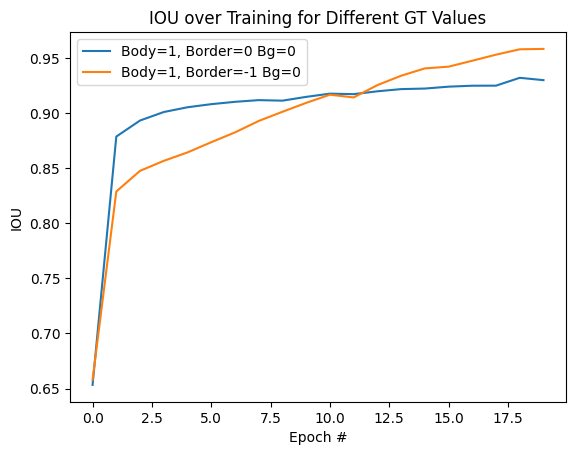 IOU over Training for Different GT Values
Body=1, Border=0 Bg=0
Body=1, Border=-1 Bg=0
0.95
0.90
0.85
0.80
0.75
0.70
0.65
IOU
0.0 2.5 5.0 7.5 10.0 12.5 15.0 17.5
Epoch #